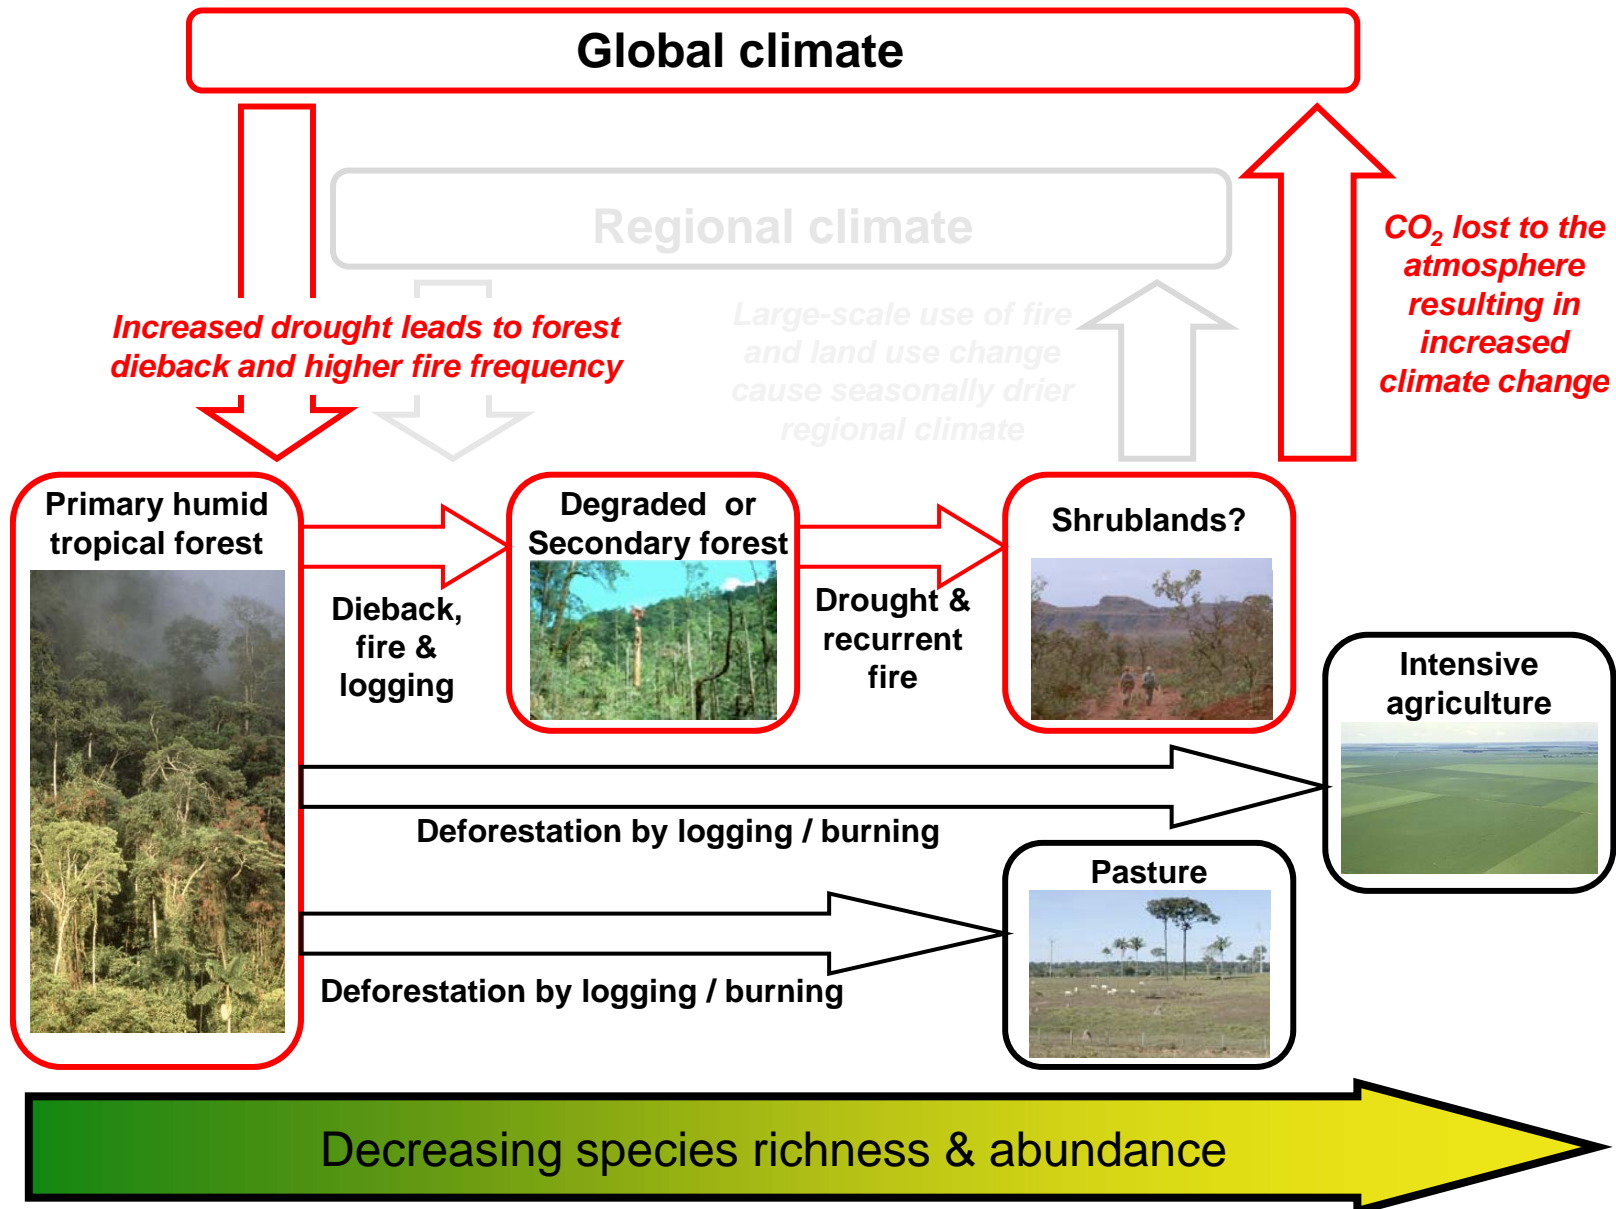 Global climate
Regional climate
CO₂ lost to the
atmosphere
resulting in
increased
climate change
Increased drought leads to forest
dieback and higher fire frequency
Large-scale use of fire
and land use change
cause seasonally drier
regional climate
Primary humid
tropical forest
Dieback,
fire &
logging
Degraded or
Secondary forest
Drought &
recurrent
fire
Shrublands?
Intensive
agriculture
Deforestation by logging / burning
Pasture
Deforestation by logging / burning
Decreasing species richness & abundance